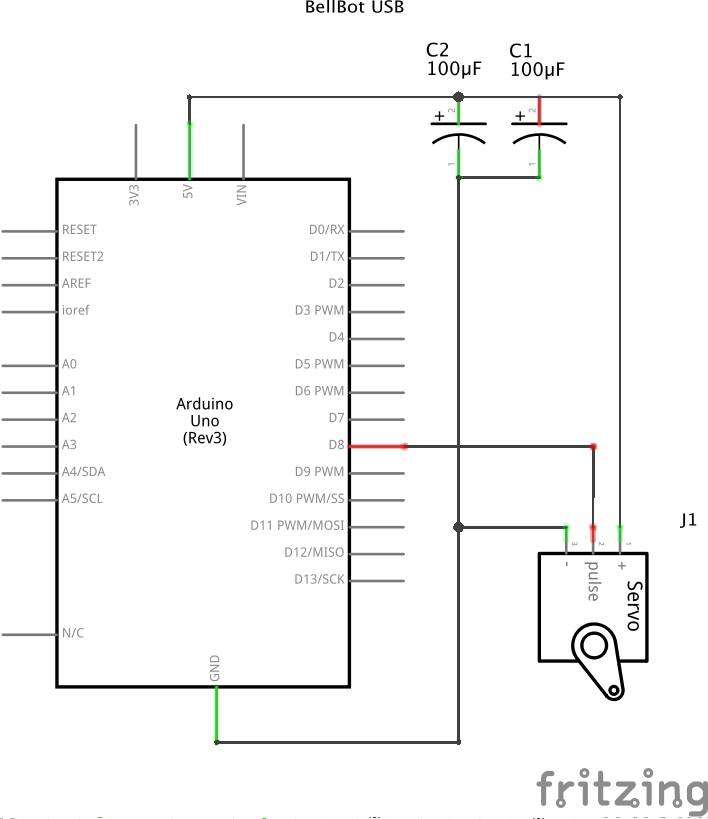 BellBot USB
C2 C1
100µF 100µF
+ 2 + 2
1 1
3V3 5V VIN
RESET D0/RX
RESET2 D1/TX
AREF D2
ioref D3 PWM
D4
A0 D5 PWM
A1 D6 PWM
A2 D7
Arduino
Uno
(Rev3)
A3 D8
A4/SDA D9 PWM
A5/SCL D10 PWM/SS
D11 PWM/MOSI
D12/MISO
D13/SCK
N/C
GND
J1
3 2 1
- pulse +
Servo
fritzing